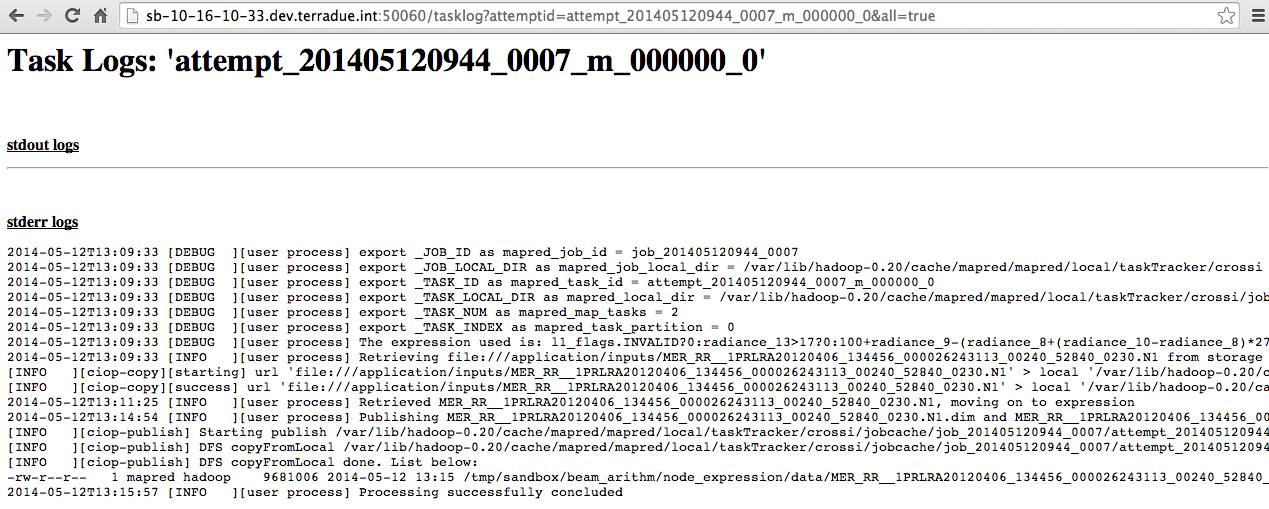 sb-10-16-10-33.dev.terradue.int:50060/tasklog?attemptid=attempt_201405120944_0007_m_000000_0&all=true
Task Logs: 'attempt_201405120944_0007_m_000000_0'
stdout logs
stderr logs
2014-05-12T13:09:33 [DEBUG  ][user process] export _JOB_ID as mapred_job_id = job_201405120944_0007
2014-05-12T13:09:33 [DEBUG  ][user process] export _JOB_LOCAL_DIR as mapred_job_local_dir = /var/lib/hadoop-0.20/cache/mapred/mapred/local/taskTracker/crossi
2014-05-12T13:09:33 [DEBUG  ][user process] export _TASK_ID as mapred_task_id = attempt_201405120944_0007_m_000000_0
2014-05-12T13:09:33 [DEBUG  ][user process] export _TASK_LOCAL_DIR as mapred_local_dir = /var/lib/hadoop-0.20/cache/mapred/mapred/local/taskTracker/crossi/job
2014-05-12T13:09:33 [DEBUG  ][user process] export _TASK_NUM as mapred_map_tasks = 2
2014-05-12T13:09:33 [DEBUG  ][user process] export _TASK_INDEX as mapred_task_partition = 0
2014-05-12T13:09:33 [DEBUG  ][user process] The expression used is: l1_flags.INVALID?0:radiance_13>17?0:100+radiance_9-(radiance_8+(radiance_10-radiance_8)*27
2014-05-12T13:09:33 [INFO   ][user process] Retrieving file:///application/inputs/MER_RR__1PRLRA20120406_134456_000026243113_00240_52840_0230.N1 from storage
[INFO   ][ciop-copy][starting] url 'file:///application/inputs/MER_RR__1PRLRA20120406_134456_000026243113_00240_52840_0230.N1' > local '/var/lib/hadoop-0.20/c
[INFO   ][ciop-copy][success] url 'file:///application/inputs/MER_RR__1PRLRA20120406_134456_000026243113_00240_52840_0230.N1' > local '/var/lib/hadoop-0.20/ca
2014-05-12T13:11:25 [INFO   ][user process] Retrieved MER_RR__1PRLRA20120406_134456_000026243113_00240_52840_0230.N1, moving on to expression
2014-05-12T13:14:54 [INFO   ][user process] Publishing MER_RR__1PRLRA20120406_134456_000026243113_00240_52840_0230.N1.dim and MER_RR__1PRLRA20120406_134456_00
[INFO   ][ciop-publish] Starting publish /var/lib/hadoop-0.20/cache/mapred/mapred/local/taskTracker/crossi/jobcache/job_201405120944_0007/attempt_20140512094
[INFO   ][ciop-publish] DFS copyFromLocal /var/lib/hadoop-0.20/cache/mapred/mapred/local/taskTracker/crossi/jobcache/job_201405120944_0007/attempt_2014051209
[INFO   ][ciop-publish] DFS copyFromLocal done. List below:
-rw-r--r--   1 mapred hadoop    9681006 2014-05-12 13:15 /tmp/sandbox/beam_arithm/node_expression/data/MER_RR__1PRLRA20120406_134456_000026243113_00240_52840_
2014-05-12T13:15:57 [INFO   ][user process] Processing successfully concluded